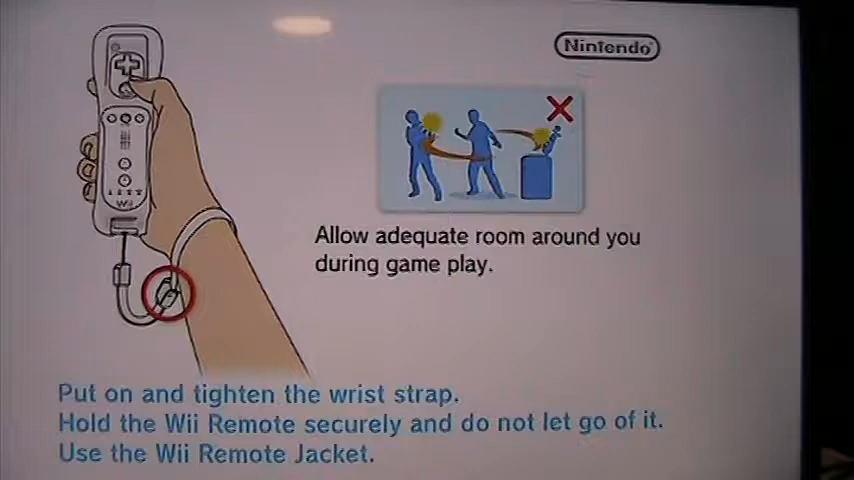 Nintendo
Wii
Allow adequate room around you
during game play.
Put on and tighten the wrist strap.
Hold the Wii Remote securely and do not let go of it.
Use the Wii Remote Jacket.